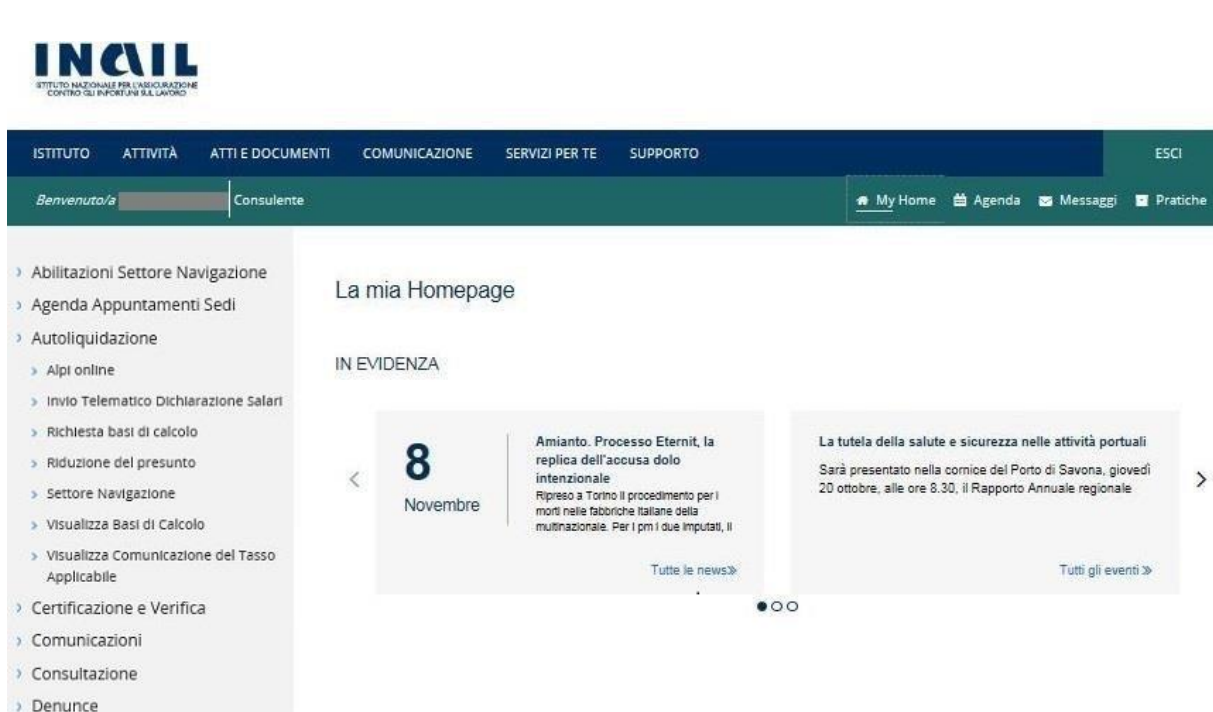 INAIL
ISTITUTO NAZIONALE PER L'ASSICURAZIONE
CONTRO GLI INFORTUNI SUL LAVORO
ISTITUTO ATTIVITÀ ATTI E DOCUMENTI COMUNICAZIONE SERVIZI PER TE SUPPORTO ESCI
Benvenuto/a Consulente My Home Agenda Messaggi Pratiche
Abilitazioni Settore Navigazione
Agenda Appuntamenti Sedi
Autoliquidazione
Alpi online
Invio Telematico Dichiarazione Salari
Richiesta basi di calcolo
Riduzione del presunto
Settore Navigazione
Visualizza Basi di Calcolo
Visualizza Comunicazione del Tasso
Applicabile
Certificazione e Verifica
Comunicazioni
Consultazione
Denunce
La mia Homepage
IN EVIDENZA
8
Novembre
Amianto. Processo Eternit, la
replica dell'accusa dolo
intenzionale
Ripreso a Torino il procedimento per i
morti nelle fabbriche italiane della
multinazionale. Per i pm i due imputati, il
Tutte le news»
La tutela della salute e sicurezza nelle attività portuali
Sarà presentato nella cornice del Porto di Savona, giovedì
20 ottobre, alle ore 8.30, il Rapporto Annuale regionale
Tutti gli eventi »